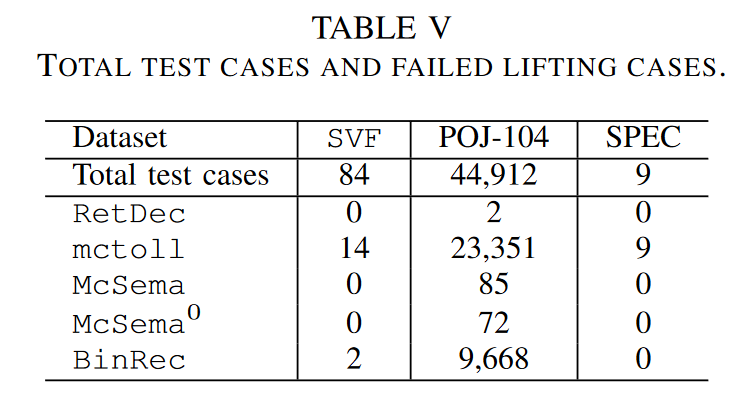 TABLE V
TOTAL TEST CASES AND FAILED LIFTING CASES.
Dataset SVF POJ-104 SPEC
Total test cases 84 44,912 9
RetDec 0 2 0
mctoll 14 23,351 9
McSema 0 85 0
McSema⁰ 0 72 0
BinRec 2 9,668 0